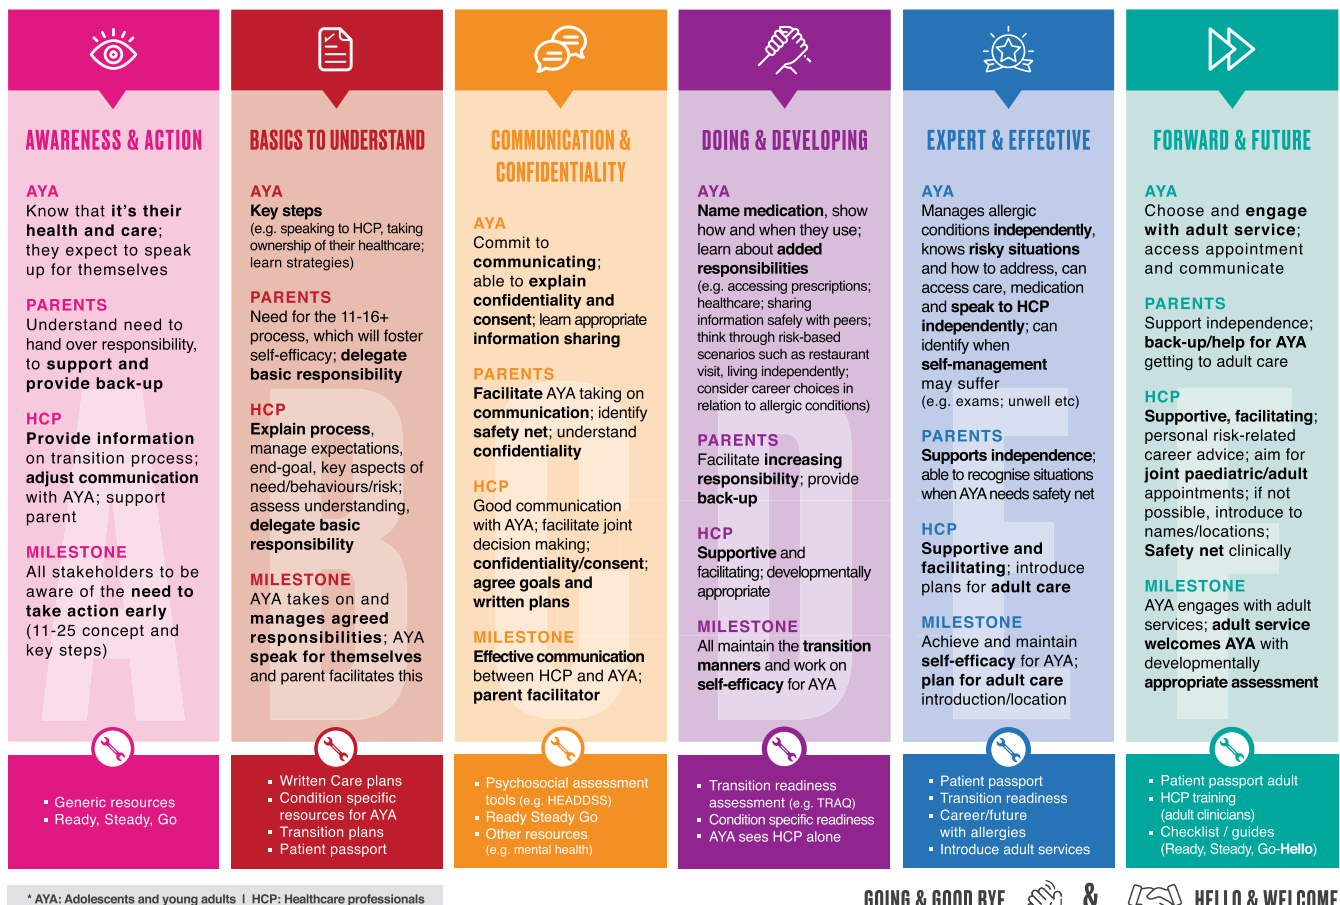 AWARENESS & ACTION
AYA
Know that it's their
health and care;
they expect to speak
up for themselves
PARENTS
Understand need to
hand over responsibility,
to support and
provide back-up
HCP
Provide information
on transition process;
adjust communication
with AYA; support
parent
MILESTONE
All stakeholders to be
aware of the need to
take action early
(11-25 concept and
key steps)
A
▪ Generic resources
▪ Ready, Steady, Go
BASICS TO UNDERSTAND
AYA
Key steps
(e.g. speaking to HCP, taking
ownership of their healthcare;
learn strategies)
PARENTS
Need for the 11-16+
process, which will foster
self-efficacy; delegate
basic responsibility
HCP
Explain process,
manage expectations,
end-goal, key aspects of
need/behaviours/risk;
assess understanding,
delegate basic
responsibility
MILESTONE
AYA takes on and
manages agreed
responsibilities; AYA
speak for themselves
and parent facilitates this
B
▪ Written Care plans
▪ Condition specific
resources for AYA
▪ Transition plans
▪ Patient passport
COMMUNICATION &
CONFIDENTIALITY
AYA
Commit to
communicating;
able to explain
confidentiality and
consent; learn appropriate
information sharing
PARENTS
Facilitate AYA taking on
communication; identify
safety net; understand
confidentiality
HCP
Good communication
with AYA; facilitate joint
decision making;
confidentiality/consent;
agree goals and
written plans
MILESTONE
Effective communication
between HCP and AYA;
parent facilitator
C
▪ Psychosocial assessment
tools (e.g. HEADDSS)
▪ Ready Steady Go
▪ Other resources
(e.g. mental health)
DOING & DEVELOPING
AYA
Name medication, show
how and when they use;
learn about added
responsibilities
(e.g. accessing prescriptions;
healthcare; sharing
information safely with peers;
think through risk-based
scenarios such as restaurant
visit, living independently;
consider career choices in
relation to allergic conditions)
PARENTS
Facilitate increasing
responsibility; provide
back-up
HCP
Supportive and
facilitating; developmentally
appropriate
MILESTONE
All maintain the transition
manners and work on
self-efficacy for AYA
D
▪ Transition readiness
assessment (e.g. TRAQ)
▪ Condition specific readiness
▪ AYA sees HCP alone
EXPERT & EFFECTIVE
AYA
Manages allergic
conditions independently,
knows risky situations
and how to address, can
access care, medication
and speak to HCP
independently; can
identify when
self-management
may suffer
(e.g. exams; unwell etc)
PARENTS
Supports independence;
able to recognise situations
when AYA needs safety net
HCP
Supportive and
facilitating; introduce
plans for adult care
MILESTONE
Achieve and maintain
self-efficacy for AYA;
plan for adult care
introduction/location
E
▪ Patient passport
▪ Transition readiness
▪ Career/future
with allergies
▪ Introduce adult services
FORWARD & FUTURE
AYA
Choose and engage
with adult service;
access appointment
and communicate
PARENTS
Support independence;
back-up/help for AYA
getting to adult care
HCP
Supportive, facilitating;
personal risk-related
career advice; aim for
joint paediatric/adult
appointments; if not
possible, introduce to
names/locations;
Safety net clinically
MILESTONE
AYA engages with adult
services; adult service
welcomes AYA with
developmentally
appropriate assessment
F
▪ Patient passport adult
▪ HCP training
(adult clinicians)
▪ Checklist / guides
(Ready, Steady, Go-Hello)
* AYA: Adolescents and young adults | HCP: Healthcare professionals
GOING & GOOD BYE & HELLO & WELCOME